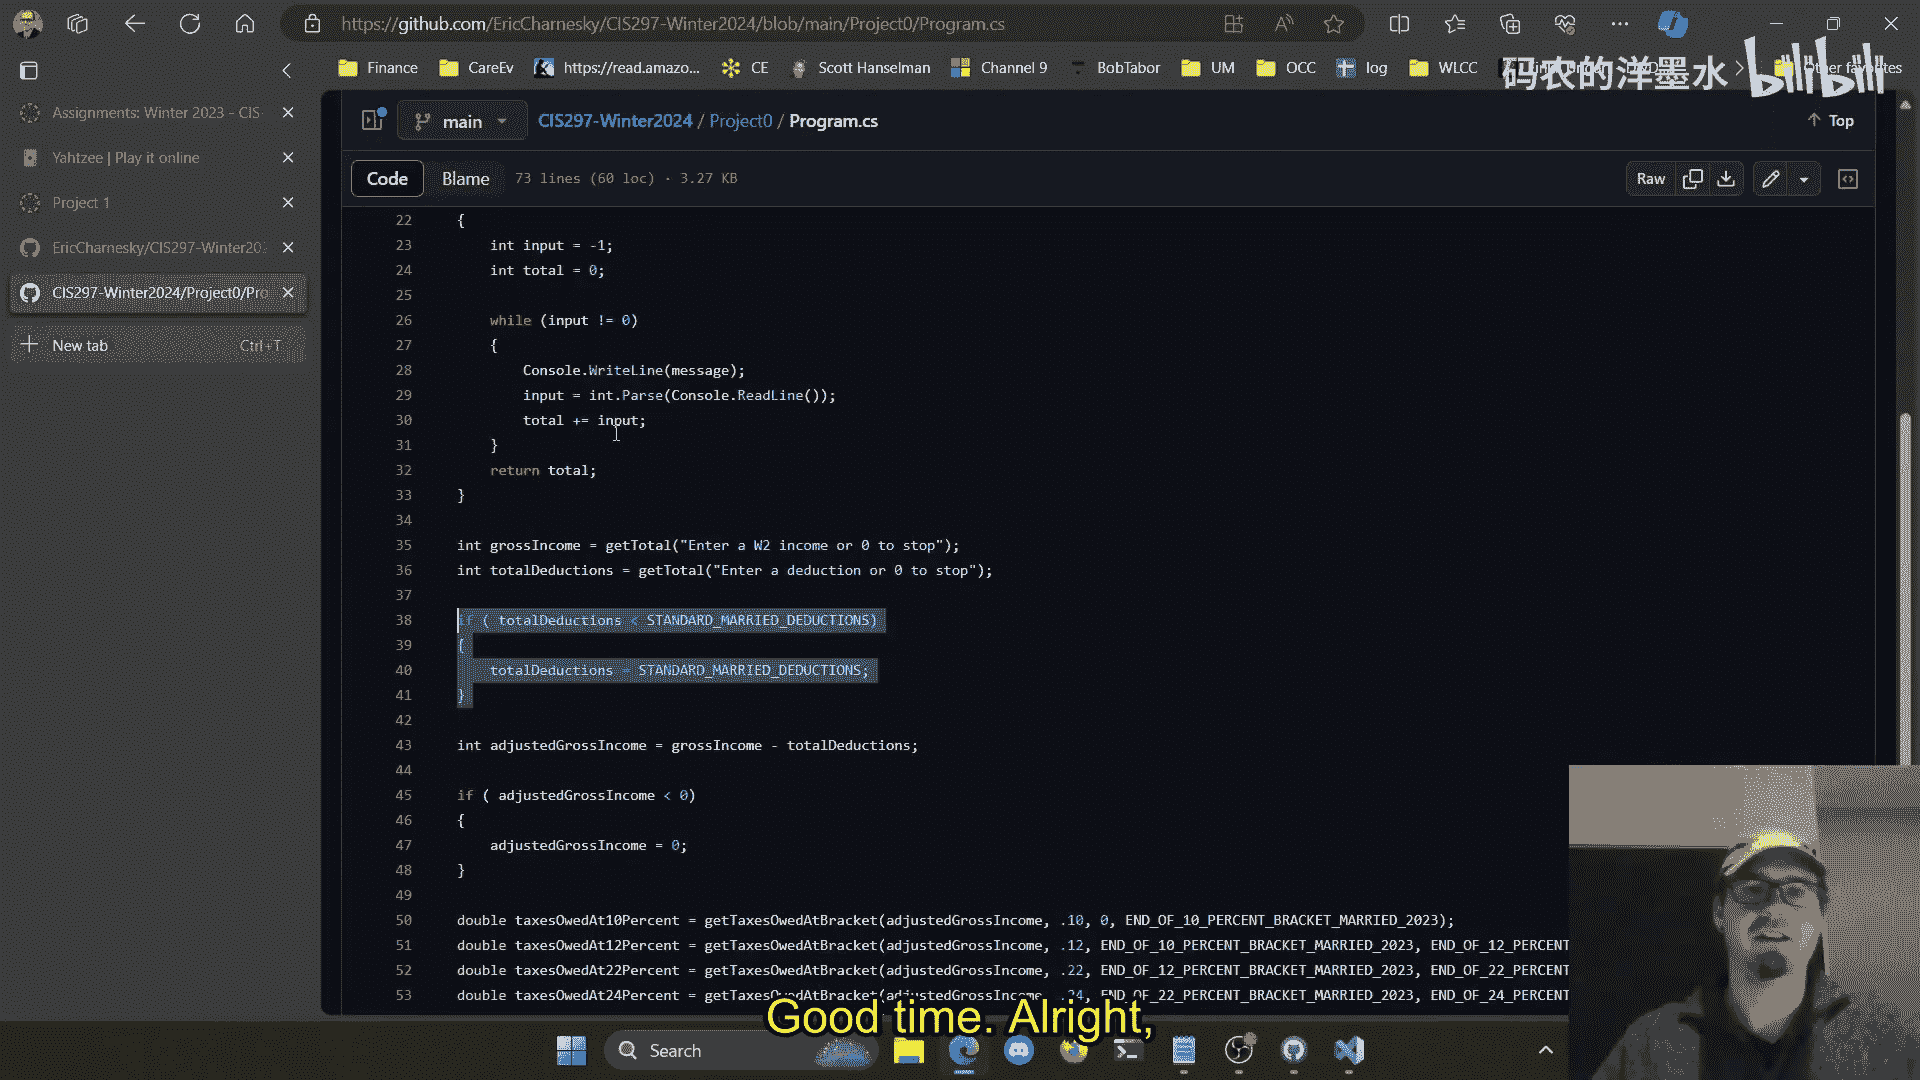 https://github.com/EricCharnesky/CIS297-Winter2024/blob/main/Project0/Program.cs
Finance
CareEv
https://read.amazo...
CE
Scott Hanselman
Channel 9
BobTabor
UM
OCC
log
WLCC
Other favorites
码农的洋墨水
bilibili
Assignments: Winter 2023 - CIS
Yahtzee | Play it online
Project 1
EricCharnesky/CIS297-Winter20
CIS297-Winter2024/Project0/Pro
New tab
Ctrl+T
main
CIS297-Winter2024 / Project0 / Program.cs
Top
Code
Blame
73 lines (60 loc) · 3.27 KB
Raw
22 {
23 int input = -1;
24 int total = 0;
25
26 while (input != 0)
27 {
28 Console.WriteLine(message);
29 input = int.Parse(Console.ReadLine());
30 total += input;
31 }
32 return total;
33 }
34
35 int grossIncome = getTotal("Enter a W2 income or 0 to stop");
36 int totalDeductions = getTotal("Enter a deduction or 0 to stop");
37
38 if ( totalDeductions < STANDARD_MARRIED_DEDUCTIONS)
39 {
40 totalDeductions = STANDARD_MARRIED_DEDUCTIONS;
41 }
42
43 int adjustedGrossIncome = grossIncome - totalDeductions;
44
45 if ( adjustedGrossIncome < 0)
46 {
47 adjustedGrossIncome = 0;
48 }
49
50 double taxesOwedAt10Percent = getTaxesOwedAtBracket(adjustedGrossIncome, .10, 0, END_OF_10_PERCENT_BRACKET_MARRIED_2023);
51 double taxesOwedAt12Percent = getTaxesOwedAtBracket(adjustedGrossIncome, .12, END_OF_10_PERCENT_BRACKET_MARRIED_2023, END_OF_12_PERCENT
52 double taxesOwedAt22Percent = getTaxesOwedAtBracket(adjustedGrossIncome, .22, END_OF_12_PERCENT_BRACKET_MARRIED_2023, END_OF_22_PERCENT
53 double taxesOwedAt24Percent = getTaxesOwedAtBracket(adjustedGrossIncome, .24, END_OF_22_PERCENT_BRACKET_MARRIED_2023, END_OF_24_PERCENT
Good time. Alright,
Search